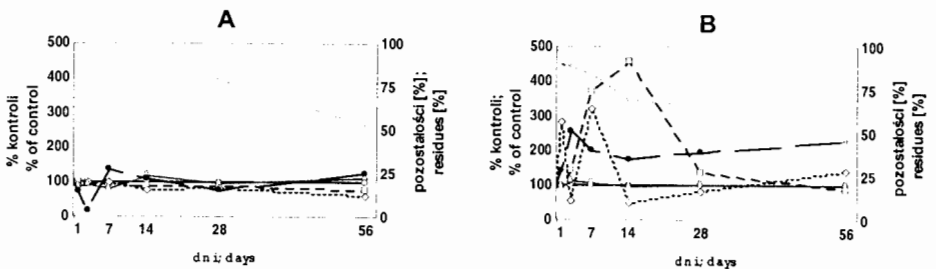 A
B
% kontroli
% of control
500
400
300
200
100
0
100
75
50
25
0
pozostałości [%];
residues [%]
1 7 14 28 56
dni; days
% kontroli;
% of control
500
400
300
200
100
0
100
75
50
25
0
pozostałości [%];
residues [%]
1 7 14 28 56
dni; days